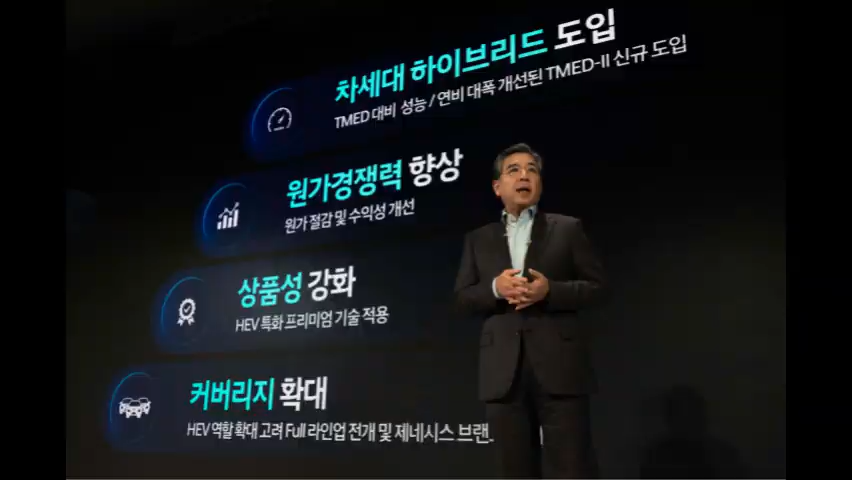 차세대 하이브리드 도입
TMED 대비 성능 / 연비 대폭 개선된 TMED-II 신규 도입
원가경쟁력 향상
원가 절감 및 수익성 개선
상품성 강화
HEV 특화 프리미엄 기술 적용
커버리지 확대
HEV 역할 확대 고려 Full 라인업 전개 및 제네시스 브랜